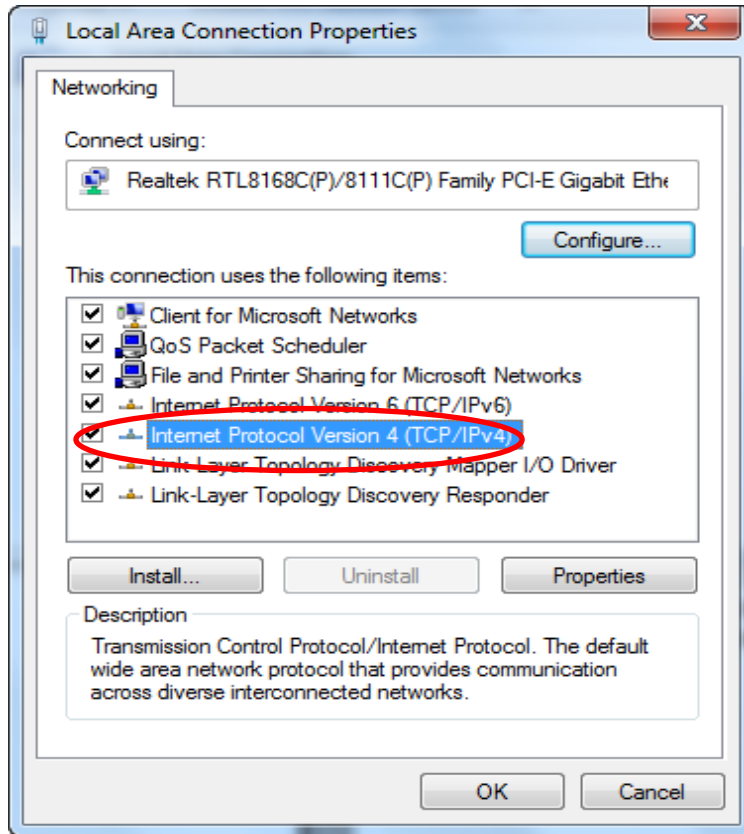 Local Area Connection Properties
Networking
Connect using:
Realtek RTL8168C(P)/8111C(P) Family PCI-E Gigabit Ethe
Configure...
This connection uses the following items:
Client for Microsoft Networks
QoS Packet Scheduler
File and Printer Sharing for Microsoft Networks
Internet Protocol Version 6 (TCP/IPv6)
Internet Protocol Version 4 (TCP/IPv4)
Link-Layer Topology Discovery Mapper I/O Driver
Link-Layer Topology Discovery Responder
Install... Uninstall Properties
Description
Transmission Control Protocol/Internet Protocol. The default
wide area network protocol that provides communication
across diverse interconnected networks.
OK Cancel